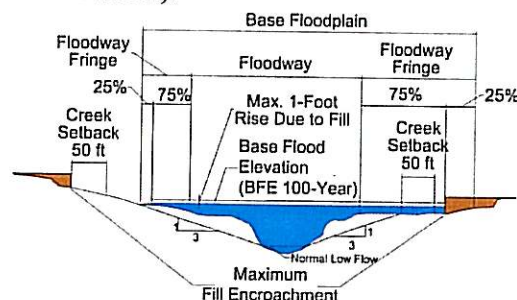 Base Floodplain
Floodway
Fringe
Floodway
Floodway
Fringe
25%
75%
75%
25%
Creek
Setback
50 ft
Max. 1-Foot
Rise Due to Fill
Base Flood
Elevation
(BFE 100-Year)
Creek
Setback
50 ft
1
3
3
1
Normal Low Flow
Maximum
Fill Encroachment